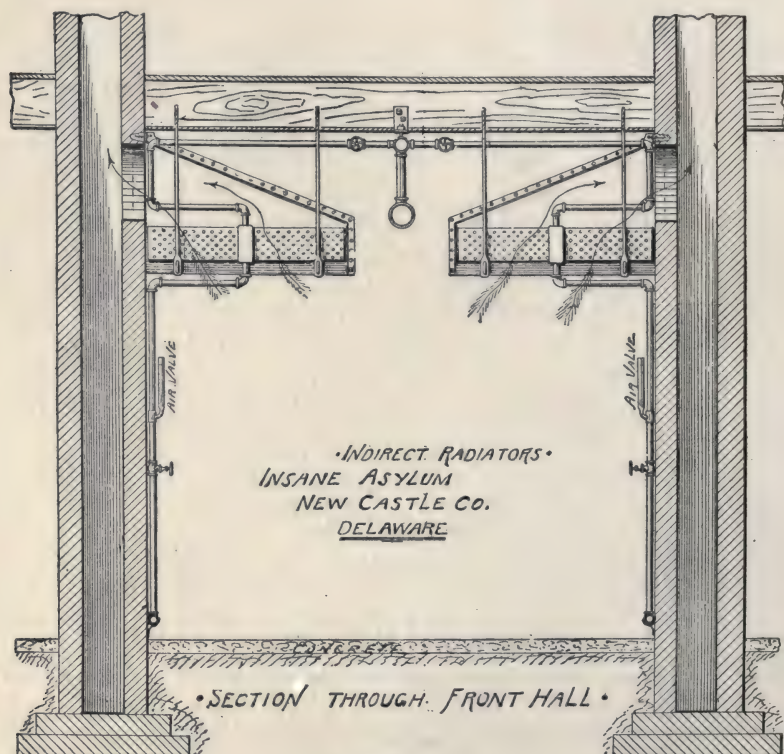 AIR VALVE
AIR VALVE
·INDIRECT RADIATORS·
INSANE ASYLUM
NEW CASTLE CO.
DELAWARE
CONCRETE
·SECTION THROUGH FRONT HALL·